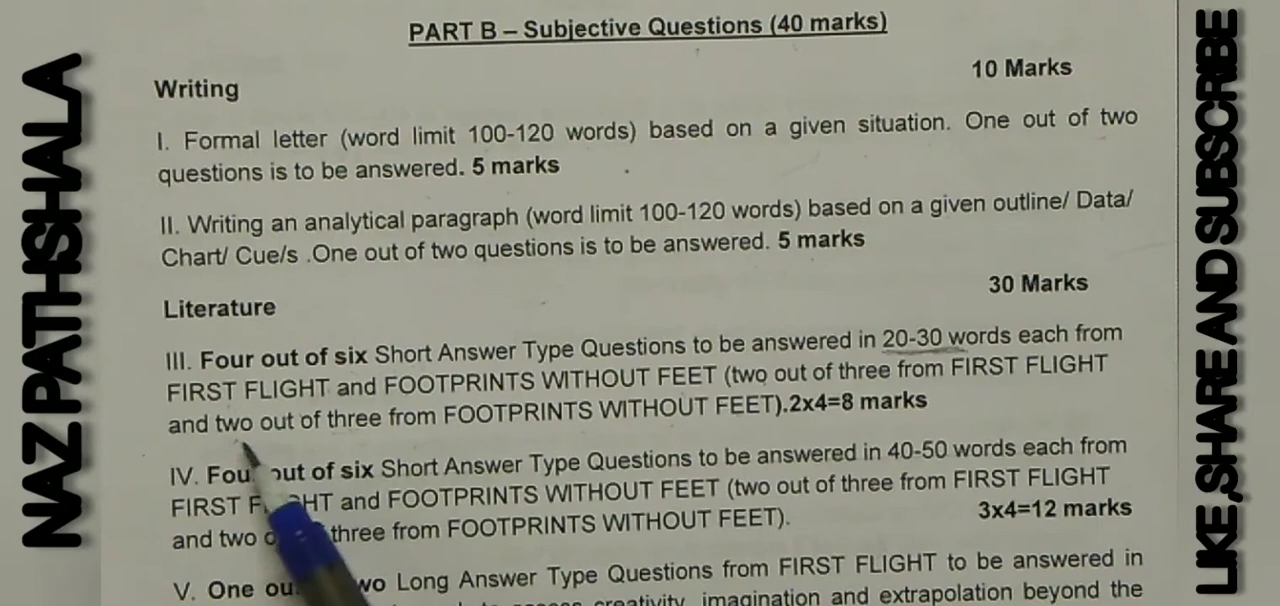 NAZ PATHSHALA
PART B – Subjective Questions (40 marks)
Writing
10 Marks
I. Formal letter (word limit 100-120 words) based on a given situation. One out of two
questions is to be answered. 5 marks
II. Writing an analytical paragraph (word limit 100-120 words) based on a given outline/ Data/
Chart/ Cue/s .One out of two questions is to be answered. 5 marks
Literature
30 Marks
III. Four out of six Short Answer Type Questions to be answered in 20-30 words each from
FIRST FLIGHT and FOOTPRINTS WITHOUT FEET (two out of three from FIRST FLIGHT
and two out of three from FOOTPRINTS WITHOUT FEET).2x4=8 marks
IV. Four out of six Short Answer Type Questions to be answered in 40-50 words each from
FIRST FLIGHT and FOOTPRINTS WITHOUT FEET (two out of three from FIRST FLIGHT
and two three from FOOTPRINTS WITHOUT FEET).
3x4=12 marks
V. One Long Answer Type Questions from FIRST FLIGHT to be answered in
creativity, imagination and extrapolation beyond the
LIKE,SHARE AND SUBSCRIBE